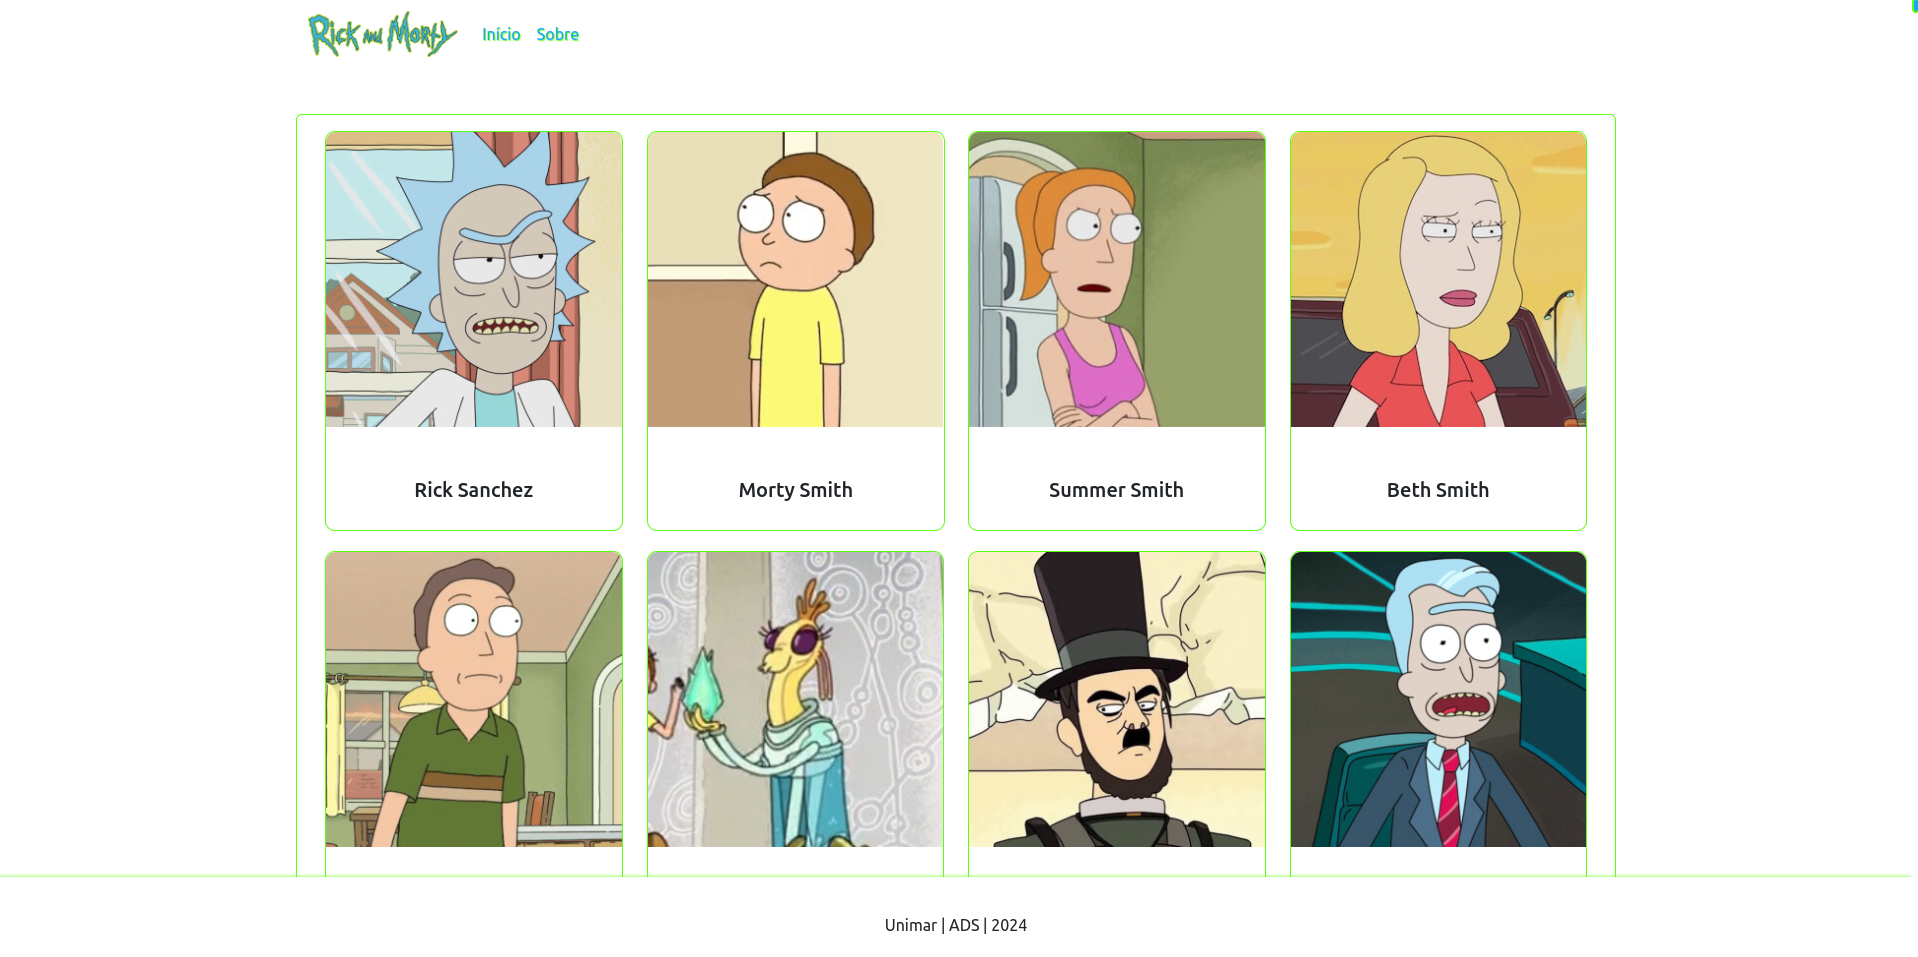 Rick and Morty
Início
Sobre
Rick Sanchez
Morty Smith
Summer Smith
Beth Smith
Unimar | ADS | 2024